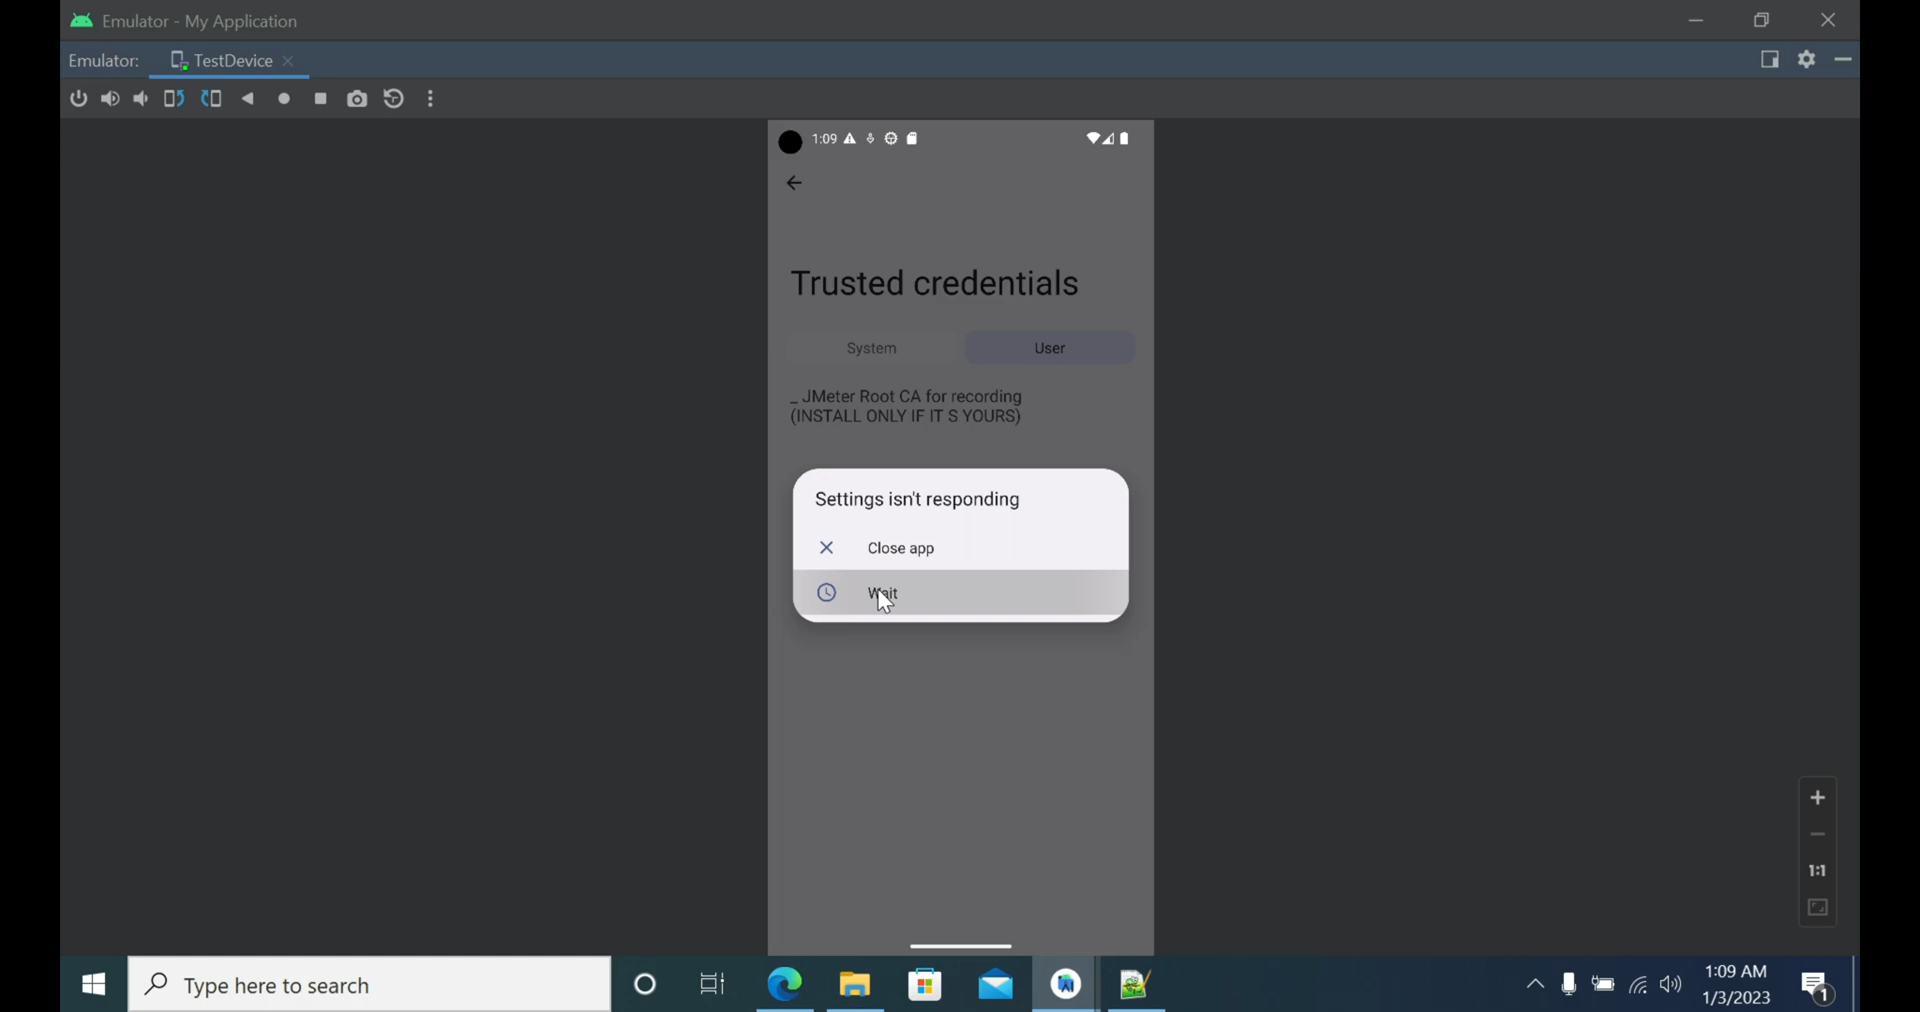 Emulator - My Application
Emulator: TestDevice
1:09
Trusted credentials
System User
_ JMeter Root CA for recording
(INSTALL ONLY IF IT S YOURS)
Settings isn't responding
Close app
Wait
1:1
Type here to search
1:09 AM
1/3/2023
1